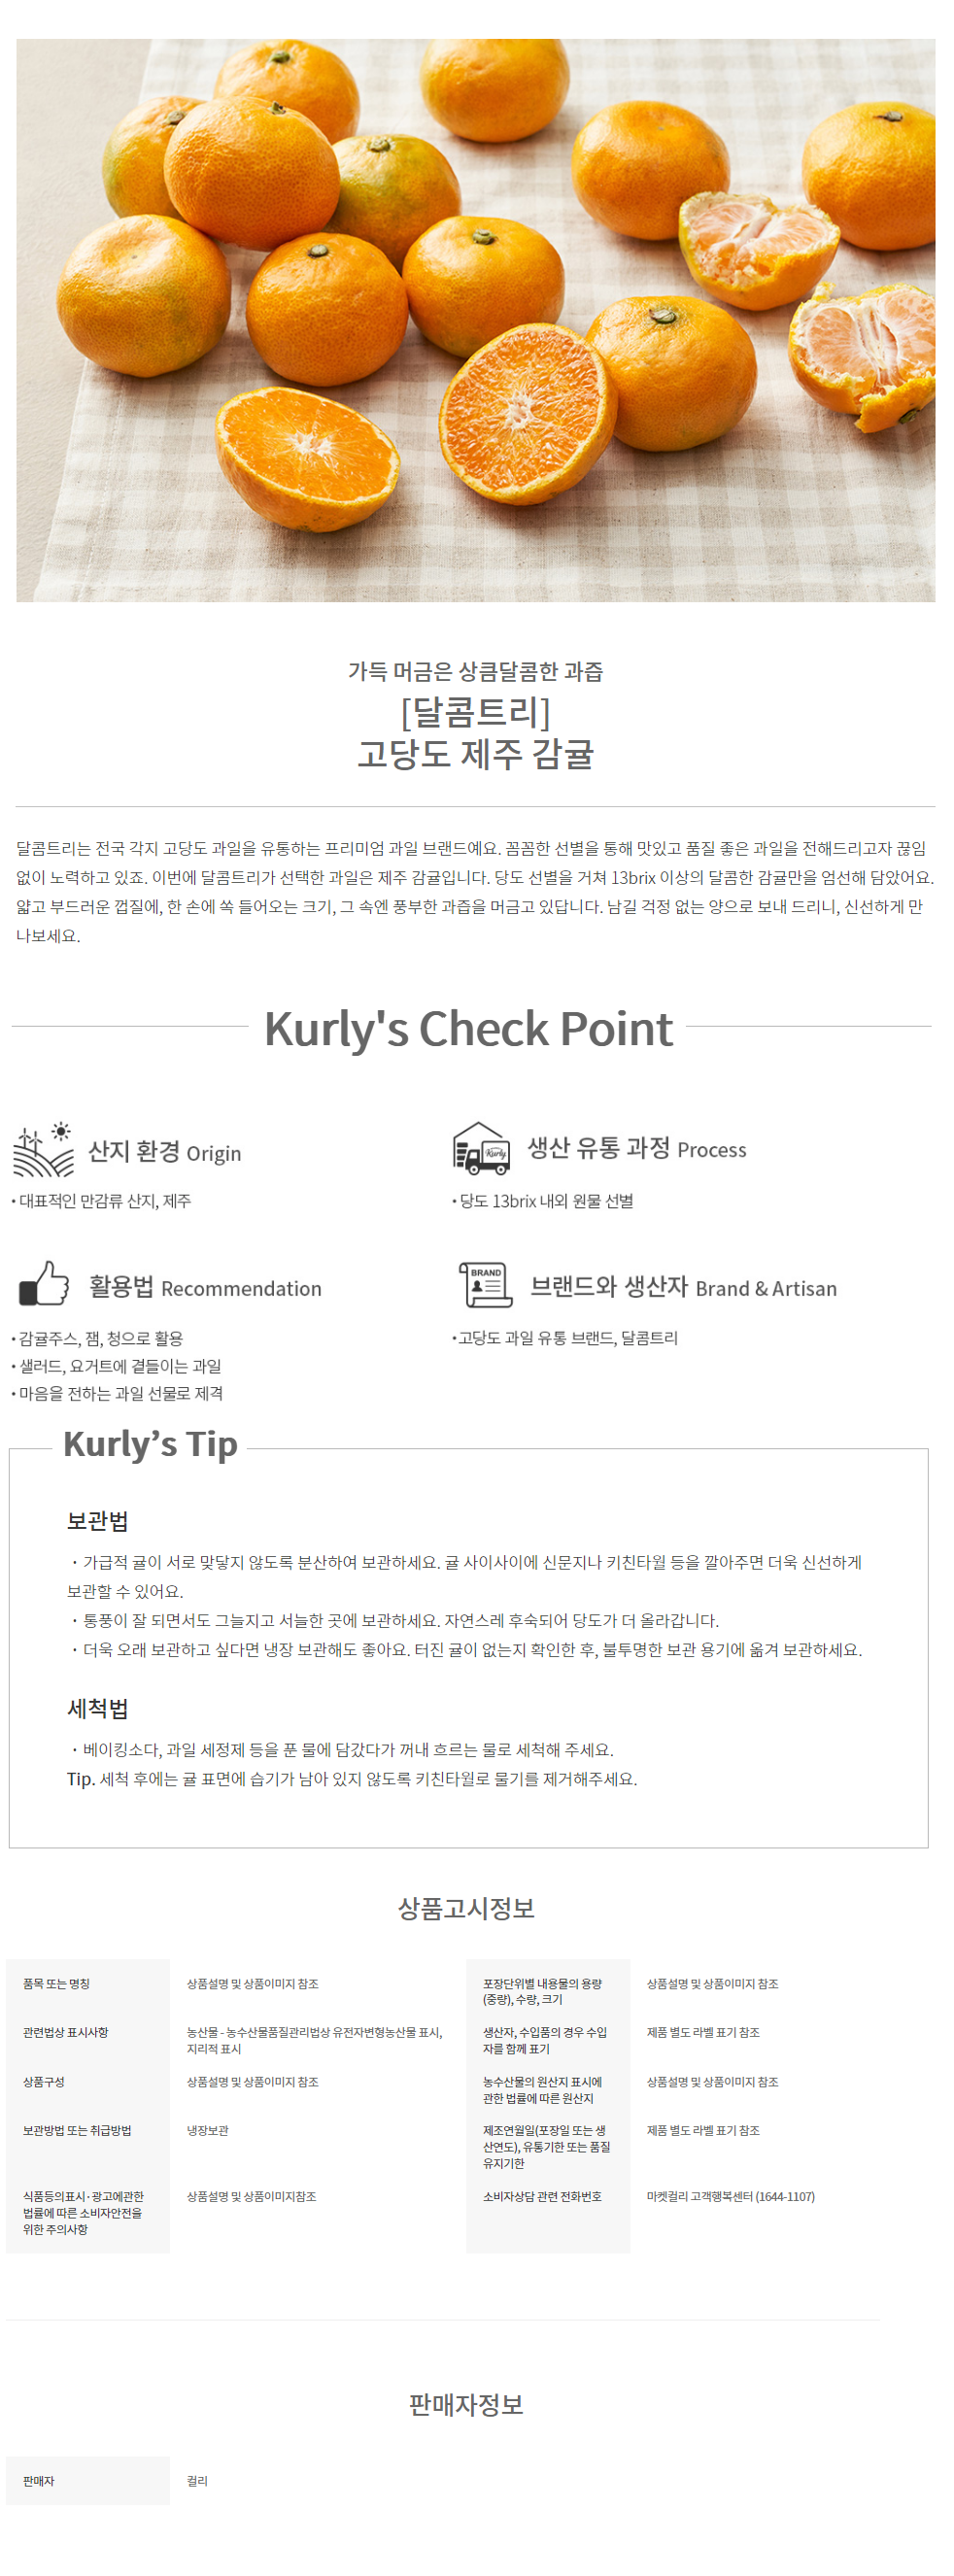 가득 머금은 상큼달콤한 과즙
[달콤트리]
고당도 제주 감귤
달콤트리는 전국 각지 고당도 과일을 유통하는 프리미엄 과일 브랜드예요. 꼼꼼한 선별을 통해 맛있고 품질 좋은 과일을 전해드리고자 끊임
없이 노력하고 있죠. 이번에 달콤트리가 선택한 과일은 제주 감귤입니다. 당도 선별을 거쳐 13brix 이상의 달콤한 감귤만을 엄선해 담았어요.
얇고 부드러운 껍질에, 한 손에 쏙 들어오는 크기, 그 속엔 풍부한 과즙을 머금고 있답니다. 남길 걱정 없는 양으로 보내 드리니, 신선하게 만
나보세요.
Kurly's Check Point
산지 환경 Origin
• 대표적인 만감류 산지, 제주
Kurly
생산 유통 과정 Process
• 당도 13brix 내외 원물 선별
활용법 Recommendation
• 감귤주스, 잼, 청으로 활용
• 샐러드, 요거트에 곁들이는 과일
• 마음을 전하는 과일 선물로 제격
BRAND
브랜드와 생산자 Brand & Artisan
•고당도 과일 유통 브랜드, 달콤트리
Kurly’s Tip
보관법
・가급적 귤이 서로 맞닿지 않도록 분산하여 보관하세요. 귤 사이사이에 신문지나 키친타월 등을 깔아주면 더욱 신선하게
보관할 수 있어요.
・통풍이 잘 되면서도 그늘지고 서늘한 곳에 보관하세요. 자연스레 후숙되어 당도가 더 올라갑니다.
・더욱 오래 보관하고 싶다면 냉장 보관해도 좋아요. 터진 귤이 없는지 확인한 후, 불투명한 보관 용기에 옮겨 보관하세요.
세척법
・베이킹소다, 과일 세정제 등을 푼 물에 담갔다가 꺼내 흐르는 물로 세척해 주세요.
Tip. 세척 후에는 귤 표면에 습기가 남아 있지 않도록 키친타월로 물기를 제거해주세요.
상품고시정보
품목 또는 명칭
상품설명 및 상품이미지 참조
포장단위별 내용물의 용량
(중량), 수량, 크기
상품설명 및 상품이미지 참조
관련법상 표시사항
농산물 - 농수산물품질관리법상 유전자변형농산물 표시,
지리적 표시
생산자, 수입품의 경우 수입
자를 함께 표기
제품 별도 라벨 표기 참조
상품구성
상품설명 및 상품이미지 참조
농수산물의 원산지 표시에
관한 법률에 따른 원산지
상품설명 및 상품이미지 참조
보관방법 또는 취급방법
냉장보관
제조연월일(포장일 또는 생
산연도), 유통기한 또는 품질
유지기한
제품 별도 라벨 표기 참조
식품등의표시·광고에관한
법률에 따른 소비자안전을
위한 주의사항
상품설명 및 상품이미지참조
소비자상담 관련 전화번호
마켓컬리 고객행복센터 (1644-1107)
판매자정보
판매자
컬리